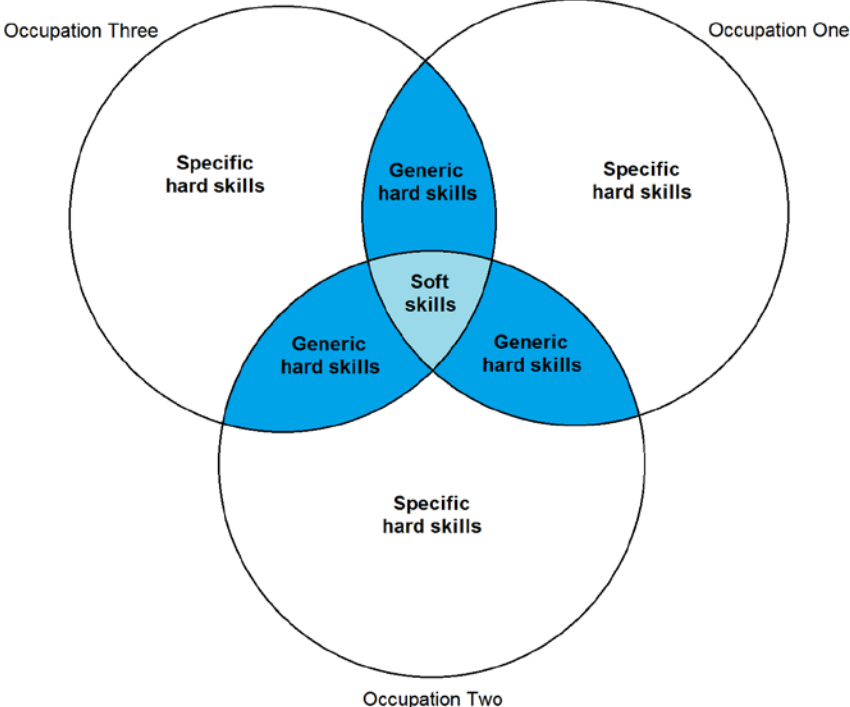 Occupation Three
Occupation One
Specific
hard skills
Generic
hard skills
Specific
hard skills
Soft
skills
Generic
hard skills
Generic
hard skills
Specific
hard skills
Occupation Two